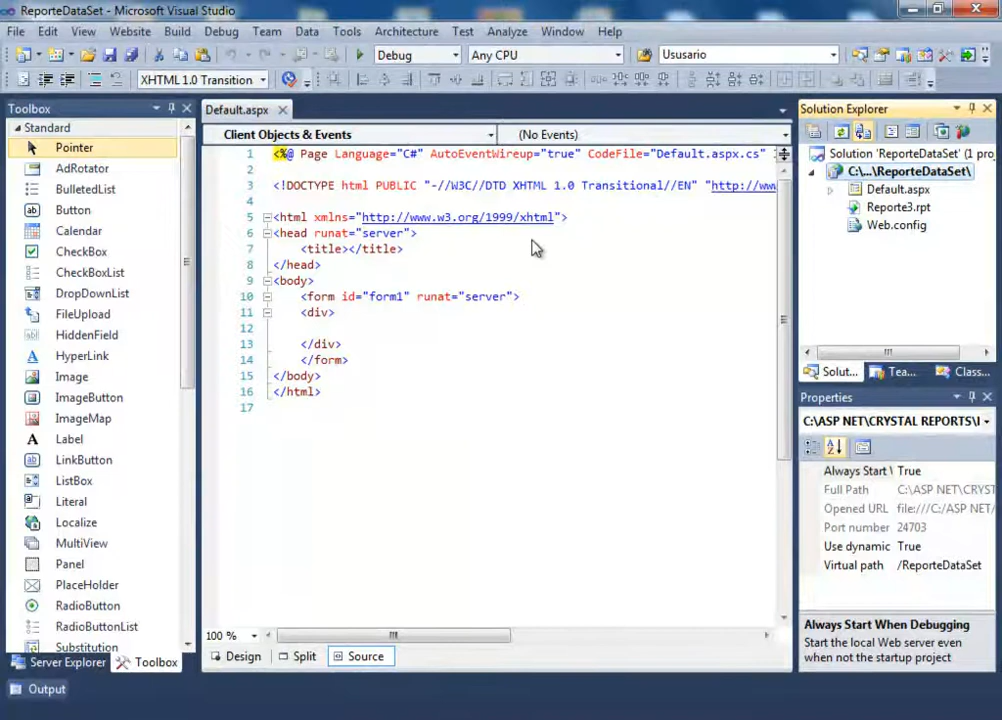 ReporteDataSet - Microsoft Visual Studio
File Edit View Website Build Debug Team Data Tools Architecture Test Analyze Window Help
Debug Any CPU Ususario
XHTML 1.0 Transition
Toolbox
Standard
Pointer
AdRotator
BulletedList
Button
Calendar
CheckBox
CheckBoxList
DropDownList
FileUpload
HiddenField
HyperLink
Image
ImageButton
ImageMap
Label
LinkButton
ListBox
Literal
Localize
MultiView
Panel
PlaceHolder
RadioButton
RadioButtonList
Substitution
Server Explorer Toolbox
Output
Default.aspx
Client Objects & Events (No Events)
1 <%@ Page Language="C#" AutoEventWireup="true" CodeFile="Default.aspx.cs"
2
3 <!DOCTYPE html PUBLIC "-//W3C//DTD XHTML 1.0 Transitional//EN" "http://ww
4
5 <html xmlns="http://www.w3.org/1999/xhtml">
6 <head runat="server">
7 <title></title>
8 </head>
9 <body>
10 <form id="form1" runat="server">
11 <div>
12
13 </div>
14 </form>
15 </body>
16 </html>
17
100 %
Design Split Source
Solution Explorer
Solution 'ReporteDataSet' (1 proj
C:\...\ReporteDataSet\
Default.aspx
Reporte3.rpt
Web.config
Solut... Tea... Class...
Properties
C:\ASP NET\CRYSTAL REPORTS\I
Always Start \ True
Full Path C:\ASP NET\CRYST
Opened URL file:///C:/ASP NET/
Port number 24703
Use dynamic True
Virtual path /ReporteDataSet
Always Start When Debugging
Start the local Web server even
when not the startup project